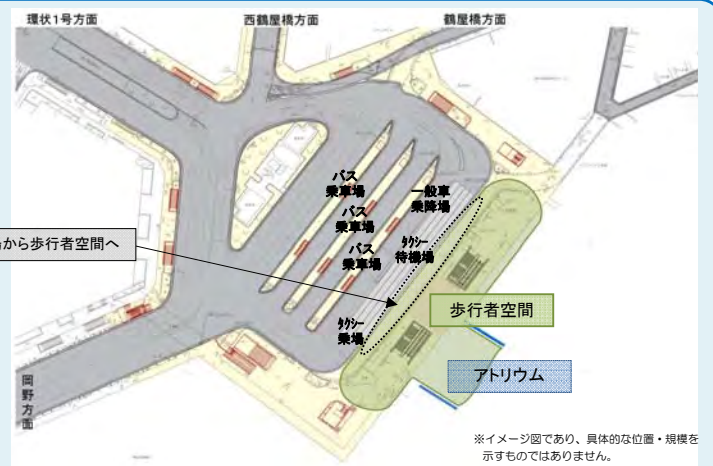 環状1号方面
西鶴屋橋方面
鶴屋橋方面
バス
乗車場
バス
乗車場
バス
乗車場
一般車
乗降場
タクシー
待機場
タクシー
乗場
から歩行者空間へ
歩行者空間
アトリウム
岡野方面
※イメージ図であり、具体的な位置・規模を
示すものではありません。